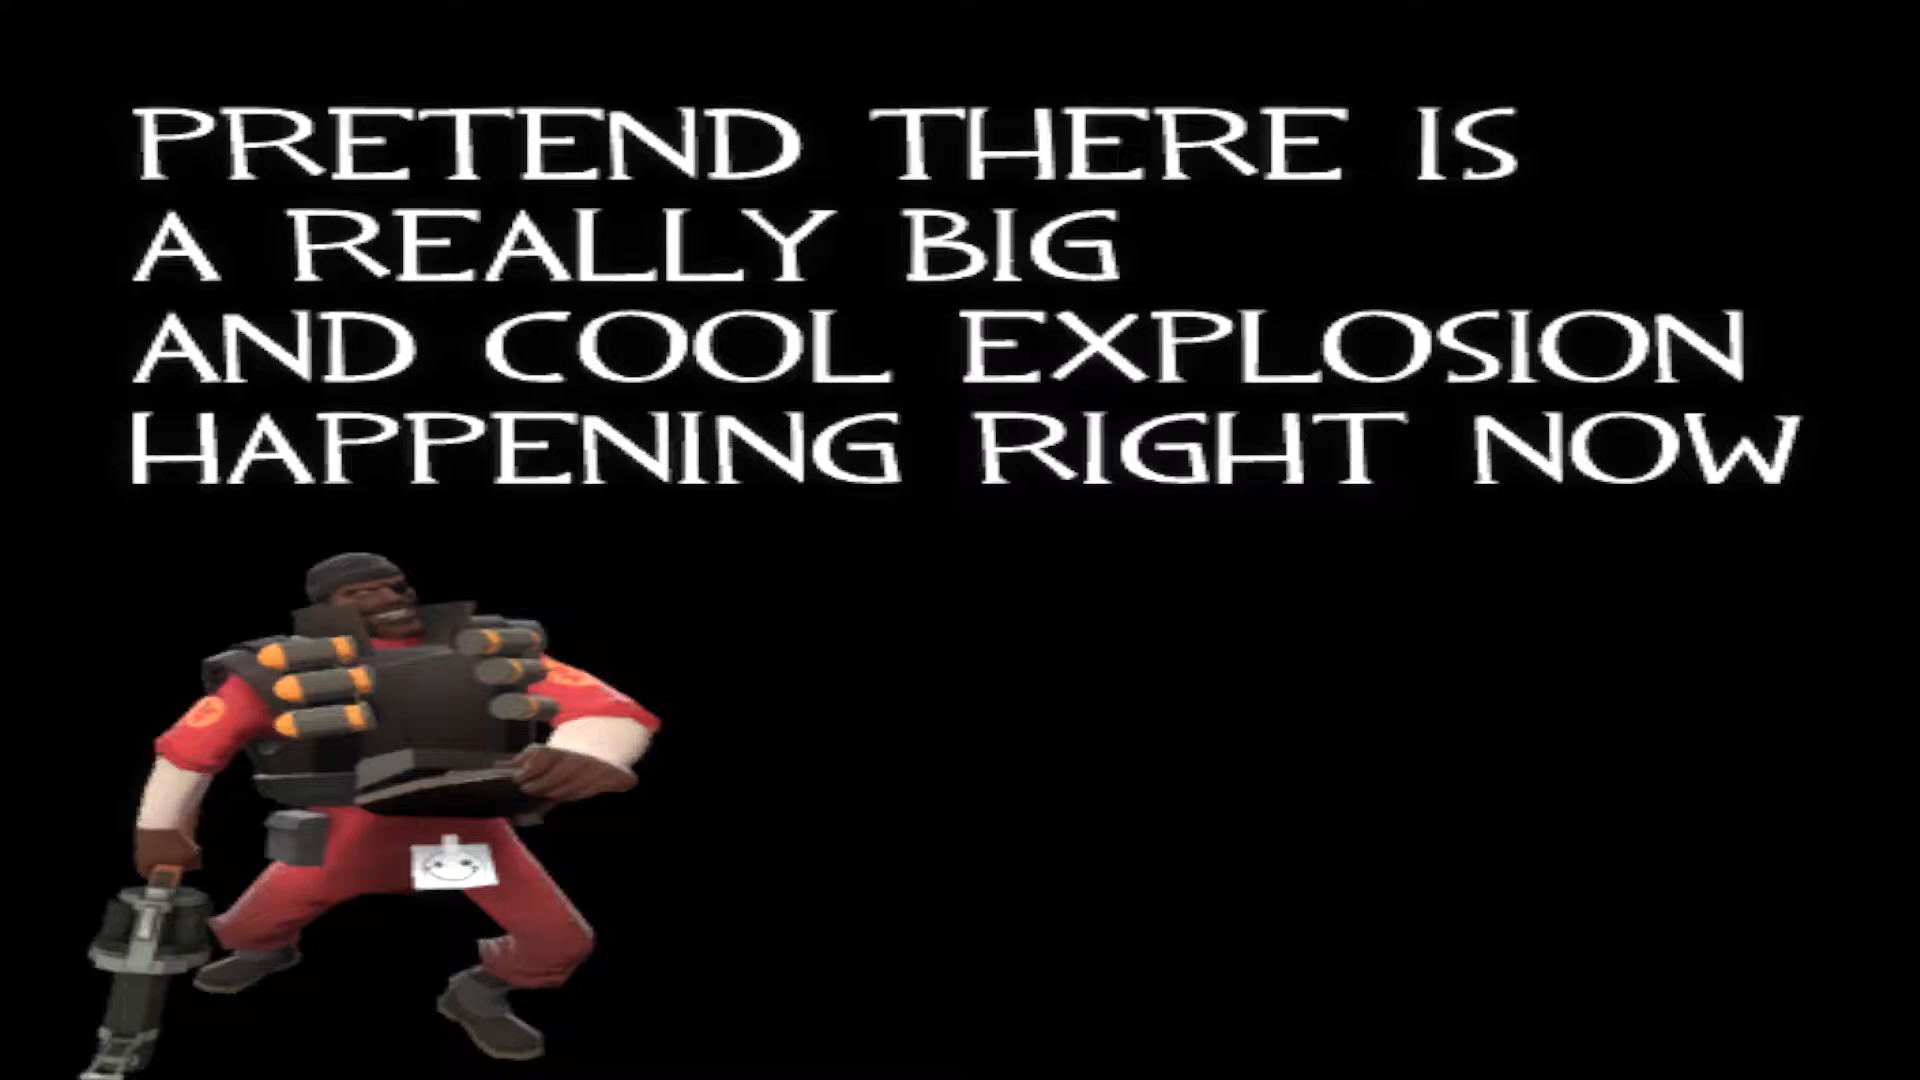 PRETEND THERE IS
A REALLY BIG
AND COOL EXPLOSION
HAPPENING RIGHT NOW